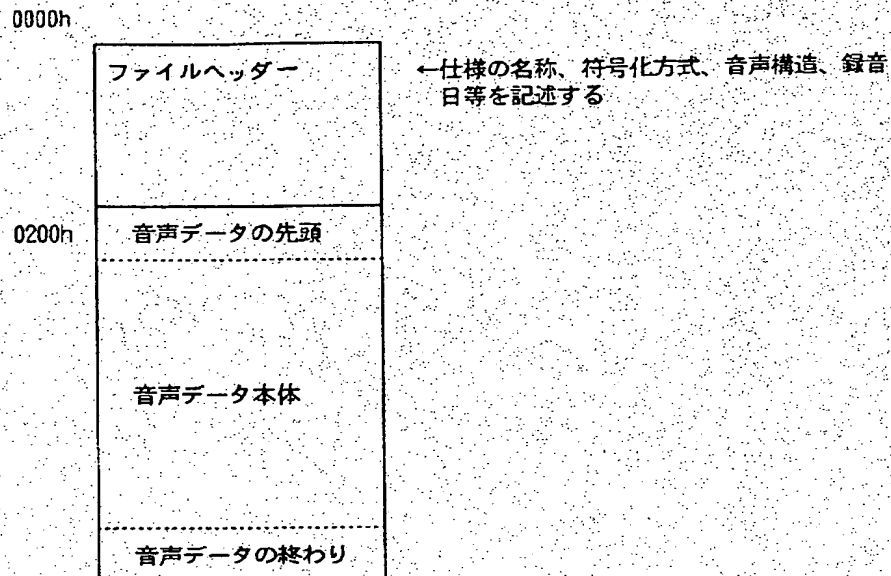 0000h
ファイルヘッダー
←仕様の名称、符号化方式、音声構造、録音
日等を記述する
0200h
音声データの先頭
音声データ本体
音声データの終わり